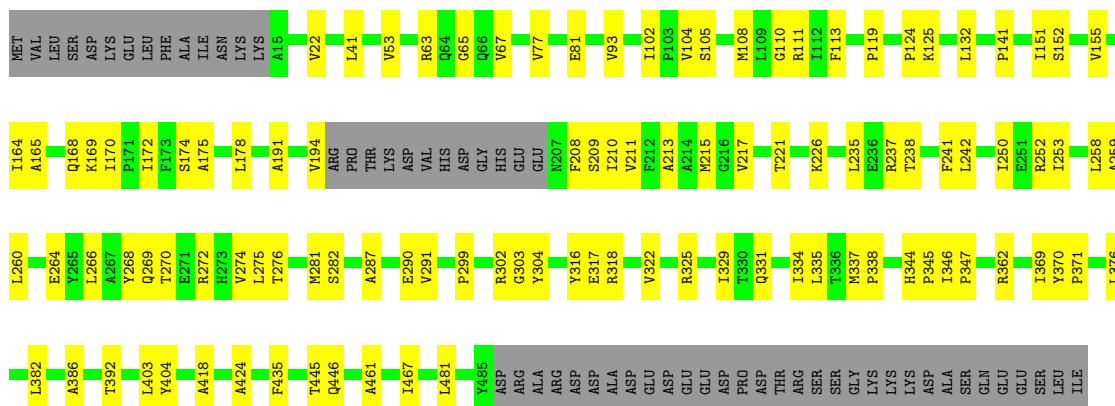 MET VAL LEU SER ASP LYS GLU LEU PHE ALA ILE ASN LYS LYS A15 V22 L41 V53 R63 Q64 G65 Q66 V67 V77 E81 V93 I102 P103 V104 S105 M108 L109 G110 R111 I112 F113 P119 P124 K125 L132 P141 I151 S152 V155
I164 A165 Q168 K169 I170 P171 I172 F173 S174 A175 L178 A191 V194 ARG PRO THR LYS ASP VAL HIS ASP GLY HIS GLU GLU N207 F208 S209 I210 V211 F212 A213 A214 M215 G216 V217 T221 K226 L235 E236 R237 T238 F241 L242 I250 E251 R252 I253 L258 A259
L260 E264 Y265 L266 A267 Y268 Q269 T270 E271 R272 H273 V274 L275 T276 M281 S282 A287 E290 V291 P299 R302 G303 Y304 Y316 E317 R318 V322 R325 I329 T330 Q331 I334 L335 T336 M337 P338 H344 P345 I346 P347 R362 I369 Y370 P371 L376
L382 A386 T392 L403 Y404 A418 A424 F435 T445 Q446 A461 I467 L481 Y485 ASP ARG ALA ARG ASP ASP ALA ASP GLU ASP GLU GLU ASP PRO ASP THR ARG SER SER GLY LYS LYS LYS ASP ALA SER GLN GLU GLU SER LEU ILE